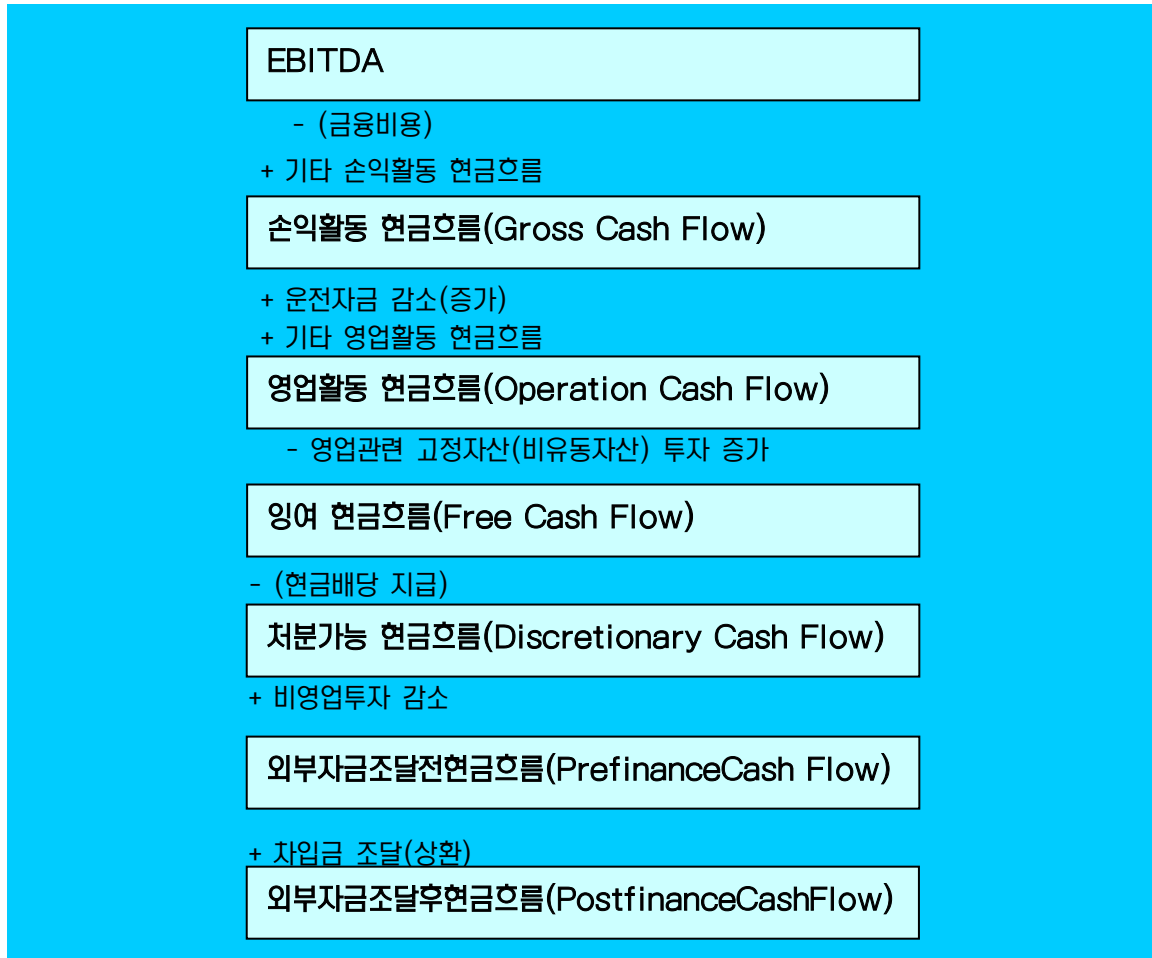 EBITDA
- (금융비용)
+ 기타 손익활동 현금흐름
손익활동 현금흐름(Gross Cash Flow)
+ 운전자금 감소(증가)
+ 기타 영업활동 현금흐름
영업활동 현금흐름(Operation Cash Flow)
- 영업관련 고정자산(비유동자산) 투자 증가
잉여 현금흐름(Free Cash Flow)
- (현금배당 지급)
처분가능 현금흐름(Discretionary Cash Flow)
+ 비영업투자 감소
외부자금조달전현금흐름(PrefinanceCash Flow)
+ 차입금 조달(상환)
외부자금조달후현금흐름(PostfinanceCashFlow)